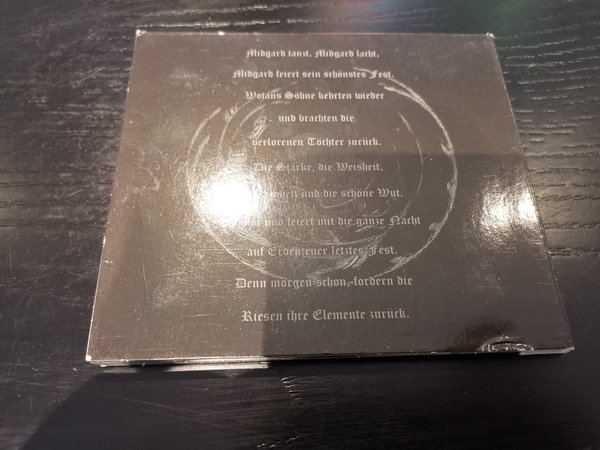 Midgard tanzt, Midgard lacht,
Midgard feiert sein schönstes Fest.
Wotans Söhne kehrten wieder
und brachten die
verlorenen Töchter zurück.
Die Stärke, die Weisheit,
und die schöne Wut.
und feiert mit die ganze Nacht
auf Erdenzeuer letztes Fest.
Denn morgen schon, fordern die
Riesen ihre Elemente zurück.